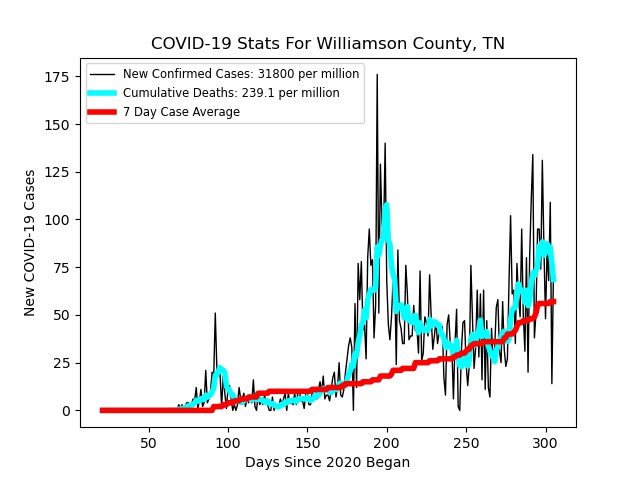 COVID-19 Stats For Williamson County, TN
New Confirmed Cases: 31800 per million
Cumulative Deaths: 239.1 per million
7 Day Case Average
175
150
125
100
75
50
25
0
New COVID-19 Cases
50 100 150 200 250 300
Days Since 2020 Began